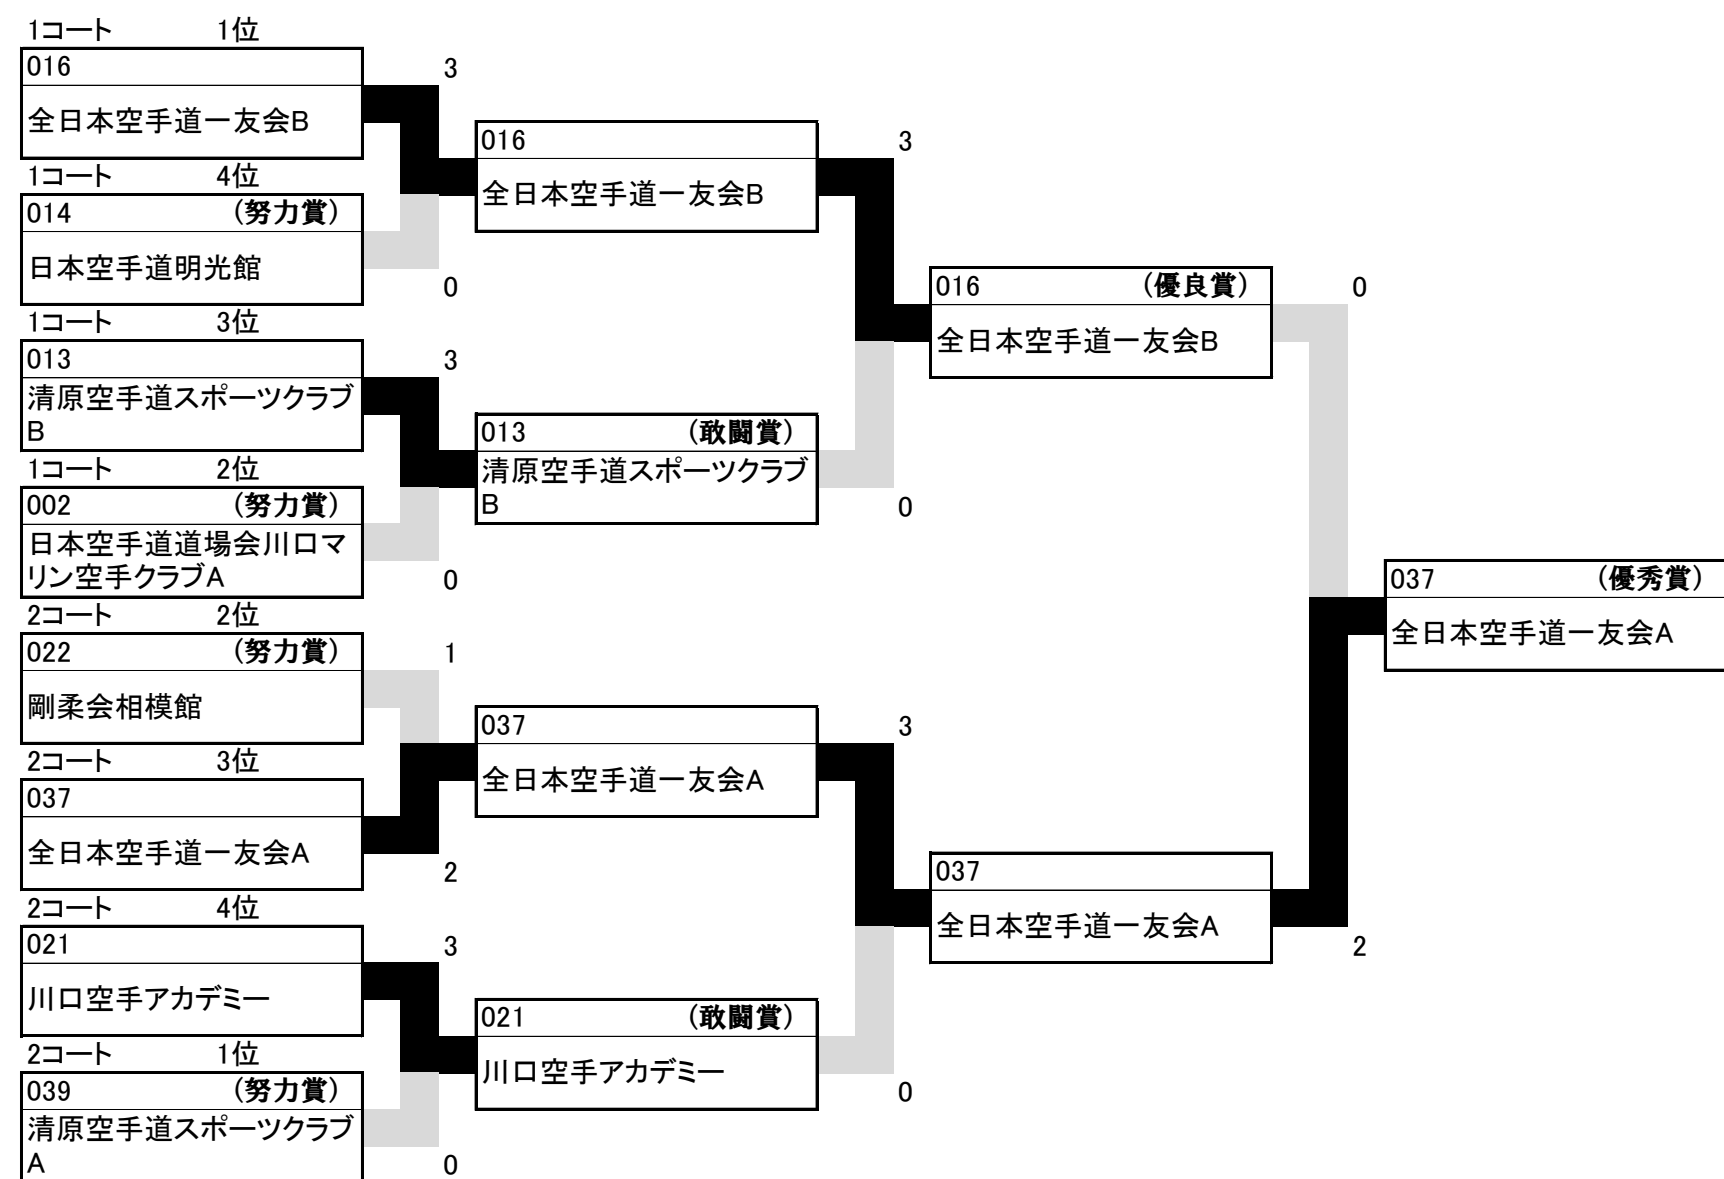 1コート 1位
016
全日本空手道一友会B
3
1コート 4位
014 （努力賞）
日本空手道明光館
0
1コート 3位
013
清原空手道スポーツクラブ
B
3
1コート 2位
002 （努力賞）
日本空手道道場会川口マ
リン空手クラブA
0
2コート 2位
022 （努力賞）
剛柔会相模館
1
2コート 3位
037
全日本空手道一友会A
2
2コート 4位
021
川口空手アカデミー
3
2コート 1位
039 （努力賞）
清原空手道スポーツクラブ
A
0
016
全日本空手道一友会B
3
013 （敢闘賞）
清原空手道スポーツクラブ
B
0
037
全日本空手道一友会A
3
021 （敢闘賞）
川口空手アカデミー
0
016 （優良賞）
全日本空手道一友会B
0
037
全日本空手道一友会A
2
037 （優秀賞）
全日本空手道一友会A